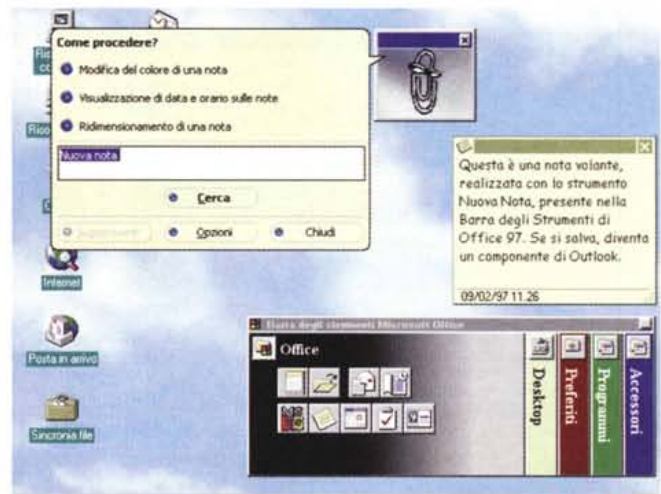 Come procedere?
Modifica del colore di una nota
Visualizzazione di data e orario sulle note
Ridimensionamento di una nota
Nuova nota
Cerca
Opzioni
Chiudi
Internet
Posta in arrivo
Sincronia file
Questa è una nota volante,
realizzata con lo strumento
Nuova Nota, presente nella
Barra degli Strumenti di
Office 97. Se si salva, diventa
un componente di Outlook.
09/02/97 11.26
Barra degli strumenti Microsoft Office
Office
Desktop
Preferiti
Programmi
Accessori